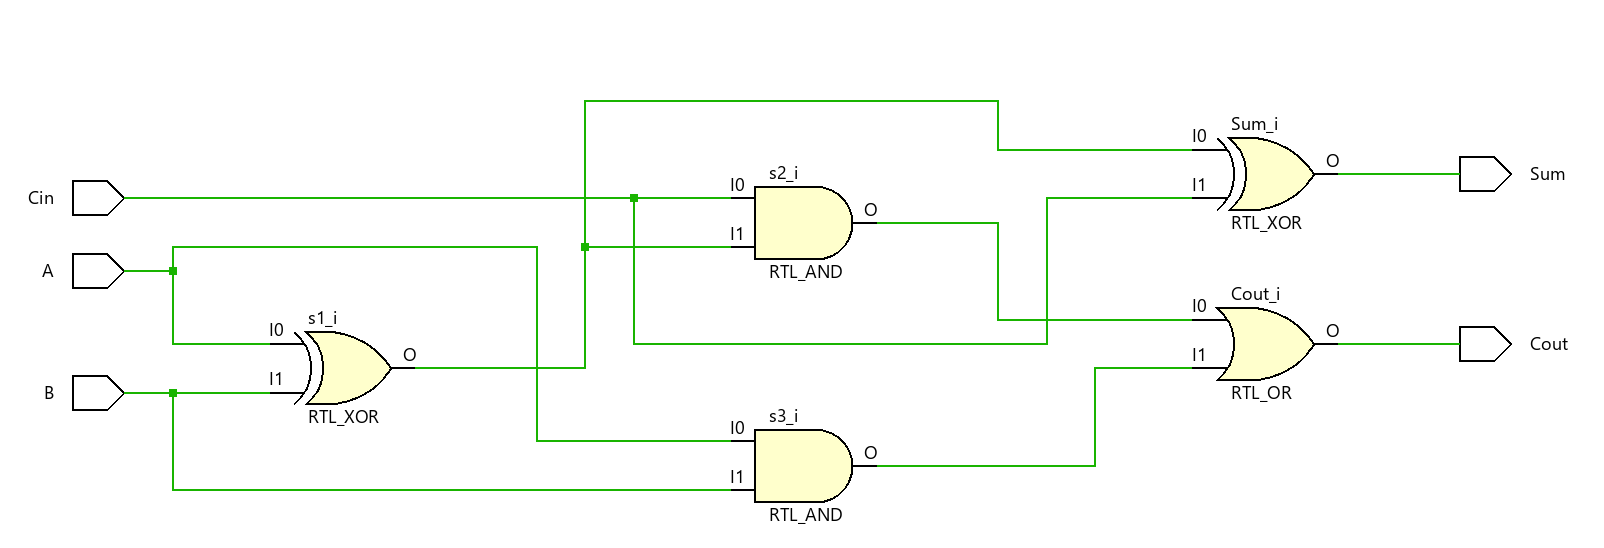 Sum_i
I0
I1
O
RTL_XOR
Sum
s2_i
I0
I1
O
RTL_AND
Cin
A
B
s1_i
I0
I1
O
RTL_XOR
Cout_i
I0
I1
O
RTL_OR
Cout
s3_i
I0
I1
O
RTL_AND